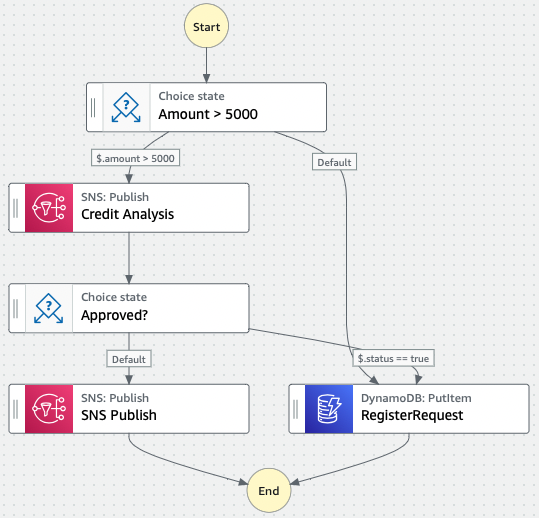 Start
Choice state
Amount > 5000
$.amount > 5000
Default
SNS: Publish
Credit Analysis
Choice state
Approved?
Default
$.status == true
SNS: Publish
SNS Publish
DynamoDB: PutItem
RegisterRequest
End